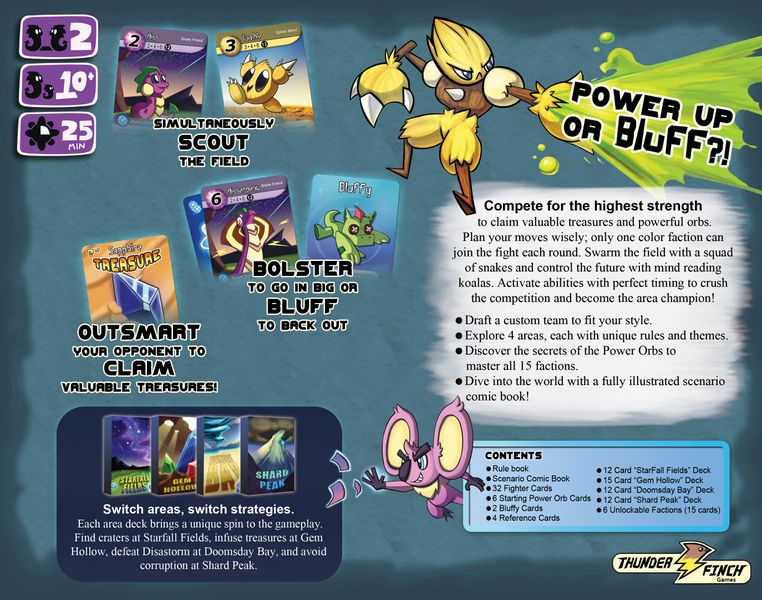 2
10+
25
MIN
2
Snake Friend
3
Spikey Weed
SIMULTANEOUSLY
SCOUT
THE FIELD
POWER UP
OR BLUFF?!
6
Snake Friend
Bluffy
BOLSTER
TO GO IN BIG OR
BLUFF
TO BACK OUT
Sapphire
TREASURE
OUTSMART
YOUR OPPONENT TO
CLAIM
VALUABLE TREASURES!
Compete for the highest strength
to claim valuable treasures and powerful orbs.
Plan your moves wisely; only one color faction can
join the fight each round. Swarm the field with a squad
of snakes and control the future with mind reading
koalas. Activate abilities with perfect timing to crush
the competition and become the area champion!
• Draft a custom team to fit your style.
• Explore 4 areas, each with unique rules and themes.
• Discover the secrets of the Power Orbs to
master all 15 factions.
• Dive into the world with a fully illustrated scenario
comic book!
STARFALL
FIELDS
GEM
HOLLOW
SHARD
PEAK
Switch areas, switch strategies.
Each area deck brings a unique spin to the gameplay.
Find craters at Starfall Fields, infuse treasures at Gem
Hollow, defeat Disastorm at Doomsday Bay, and avoid
corruption at Shard Peak.
CONTENTS
• Rule book
• Scenario Comic Book
• 32 Fighter Cards
• 6 Starting Power Orb Cards
• 2 Bluffy Cards
• 4 Reference Cards
• 12 Card "StarFall Fields" Deck
• 15 Card "Gem Hollow" Deck
• 12 Card "Doomsday Bay" Deck
• 12 Card "Shard Peak" Deck
• 6 Unlockable Factions (15 cards)
THUNDER FINCH
Games